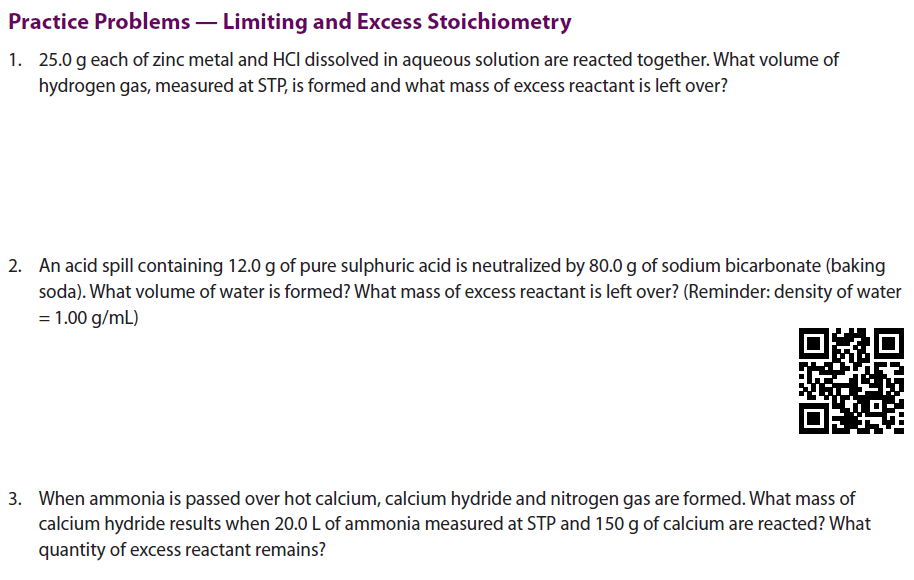 Practice Problems — Limiting and Excess Stoichiometry
1. 25.0 g each of zinc metal and HCl dissolved in aqueous solution are reacted together. What volume of
hydrogen gas, measured at STP, is formed and what mass of excess reactant is left over?
2. An acid spill containing 12.0 g of pure sulphuric acid is neutralized by 80.0 g of sodium bicarbonate (baking
soda). What volume of water is formed? What mass of excess reactant is left over? (Reminder: density of water
= 1.00 g/mL)
3. When ammonia is passed over hot calcium, calcium hydride and nitrogen gas are formed. What mass of
calcium hydride results when 20.0 L of ammonia measured at STP and 150 g of calcium are reacted? What
quantity of excess reactant remains?